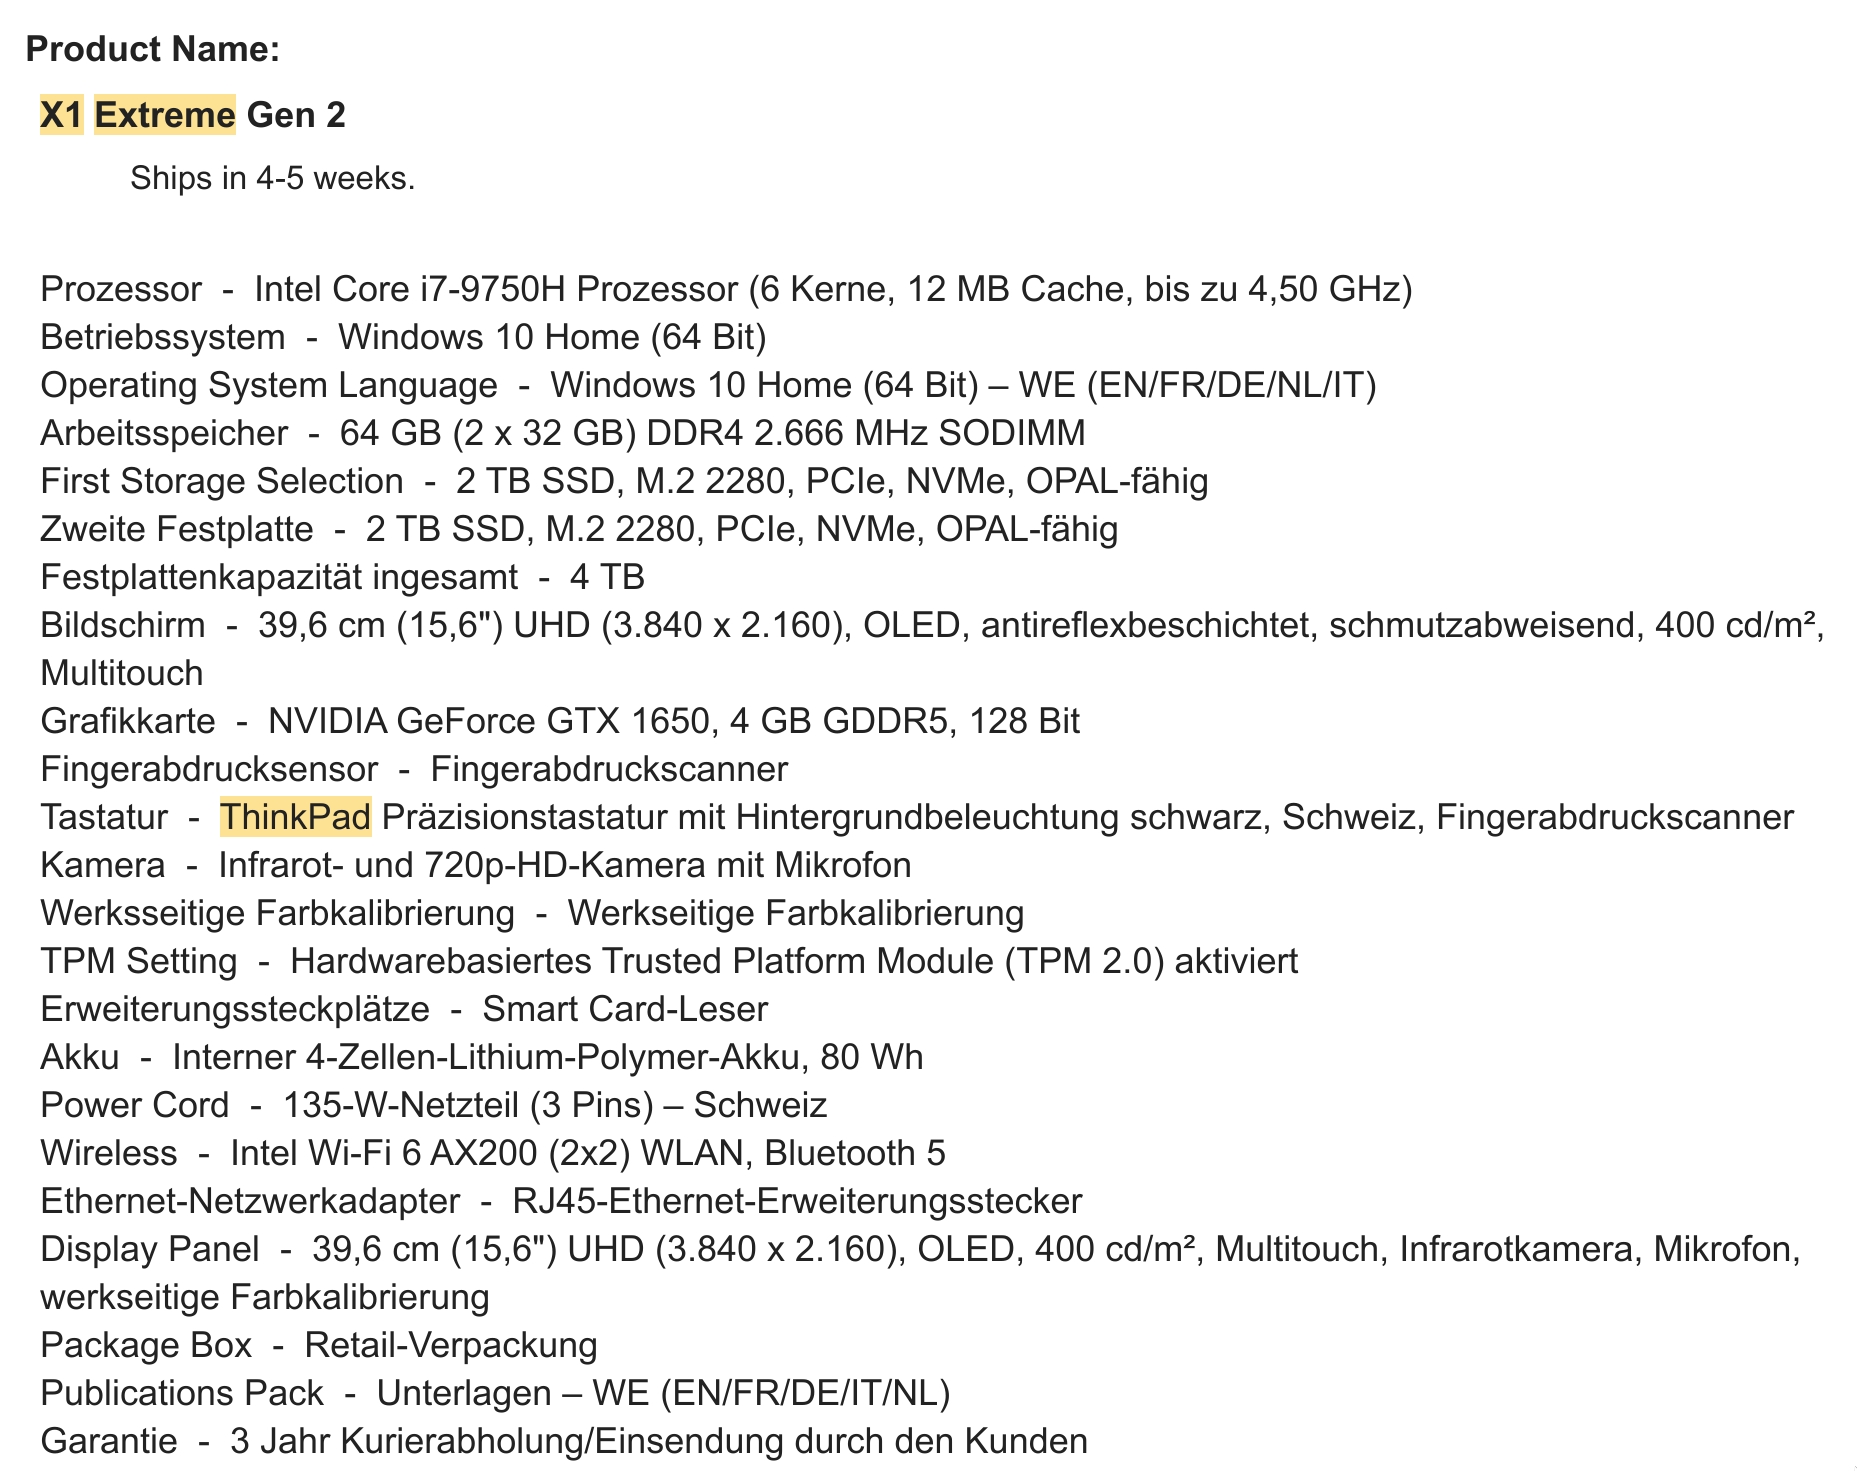 Product Name:
X1 Extreme Gen 2
Ships in 4-5 weeks.
Prozessor - Intel Core i7-9750H Prozessor (6 Kerne, 12 MB Cache, bis zu 4,50 GHz)
Betriebssystem - Windows 10 Home (64 Bit)
Operating System Language - Windows 10 Home (64 Bit) – WE (EN/FR/DE/NL/IT)
Arbeitsspeicher - 64 GB (2 x 32 GB) DDR4 2.666 MHz SODIMM
First Storage Selection - 2 TB SSD, M.2 2280, PCIe, NVMe, OPAL-fähig
Zweite Festplatte - 2 TB SSD, M.2 2280, PCIe, NVMe, OPAL-fähig
Festplattenkapazität ingesamt - 4 TB
Bildschirm - 39,6 cm (15,6") UHD (3.840 x 2.160), OLED, antireflexbeschichtet, schmutzabweisend, 400 cd/m²,
Multitouch
Grafikkarte - NVIDIA GeForce GTX 1650, 4 GB GDDR5, 128 Bit
Fingerabdrucksensor - Fingerabdruckscanner
Tastatur - ThinkPad Präzisionstastatur mit Hintergrundbeleuchtung schwarz, Schweiz, Fingerabdruckscanner
Kamera - Infrarot- und 720p-HD-Kamera mit Mikrofon
Werksseitige Farbkalibrierung - Werkseitige Farbkalibrierung
TPM Setting - Hardwarebasiertes Trusted Platform Module (TPM 2.0) aktiviert
Erweiterungssteckplätze - Smart Card-Leser
Akku - Interner 4-Zellen-Lithium-Polymer-Akku, 80 Wh
Power Cord - 135-W-Netzteil (3 Pins) – Schweiz
Wireless - Intel Wi-Fi 6 AX200 (2x2) WLAN, Bluetooth 5
Ethernet-Netzwerkadapter - RJ45-Ethernet-Erweiterungsstecker
Display Panel - 39,6 cm (15,6") UHD (3.840 x 2.160), OLED, 400 cd/m², Multitouch, Infrarotkamera, Mikrofon,
werkseitige Farbkalibrierung
Package Box - Retail-Verpackung
Publications Pack - Unterlagen – WE (EN/FR/DE/IT/NL)
Garantie - 3 Jahr Kurierabholung/Einsendung durch den Kunden